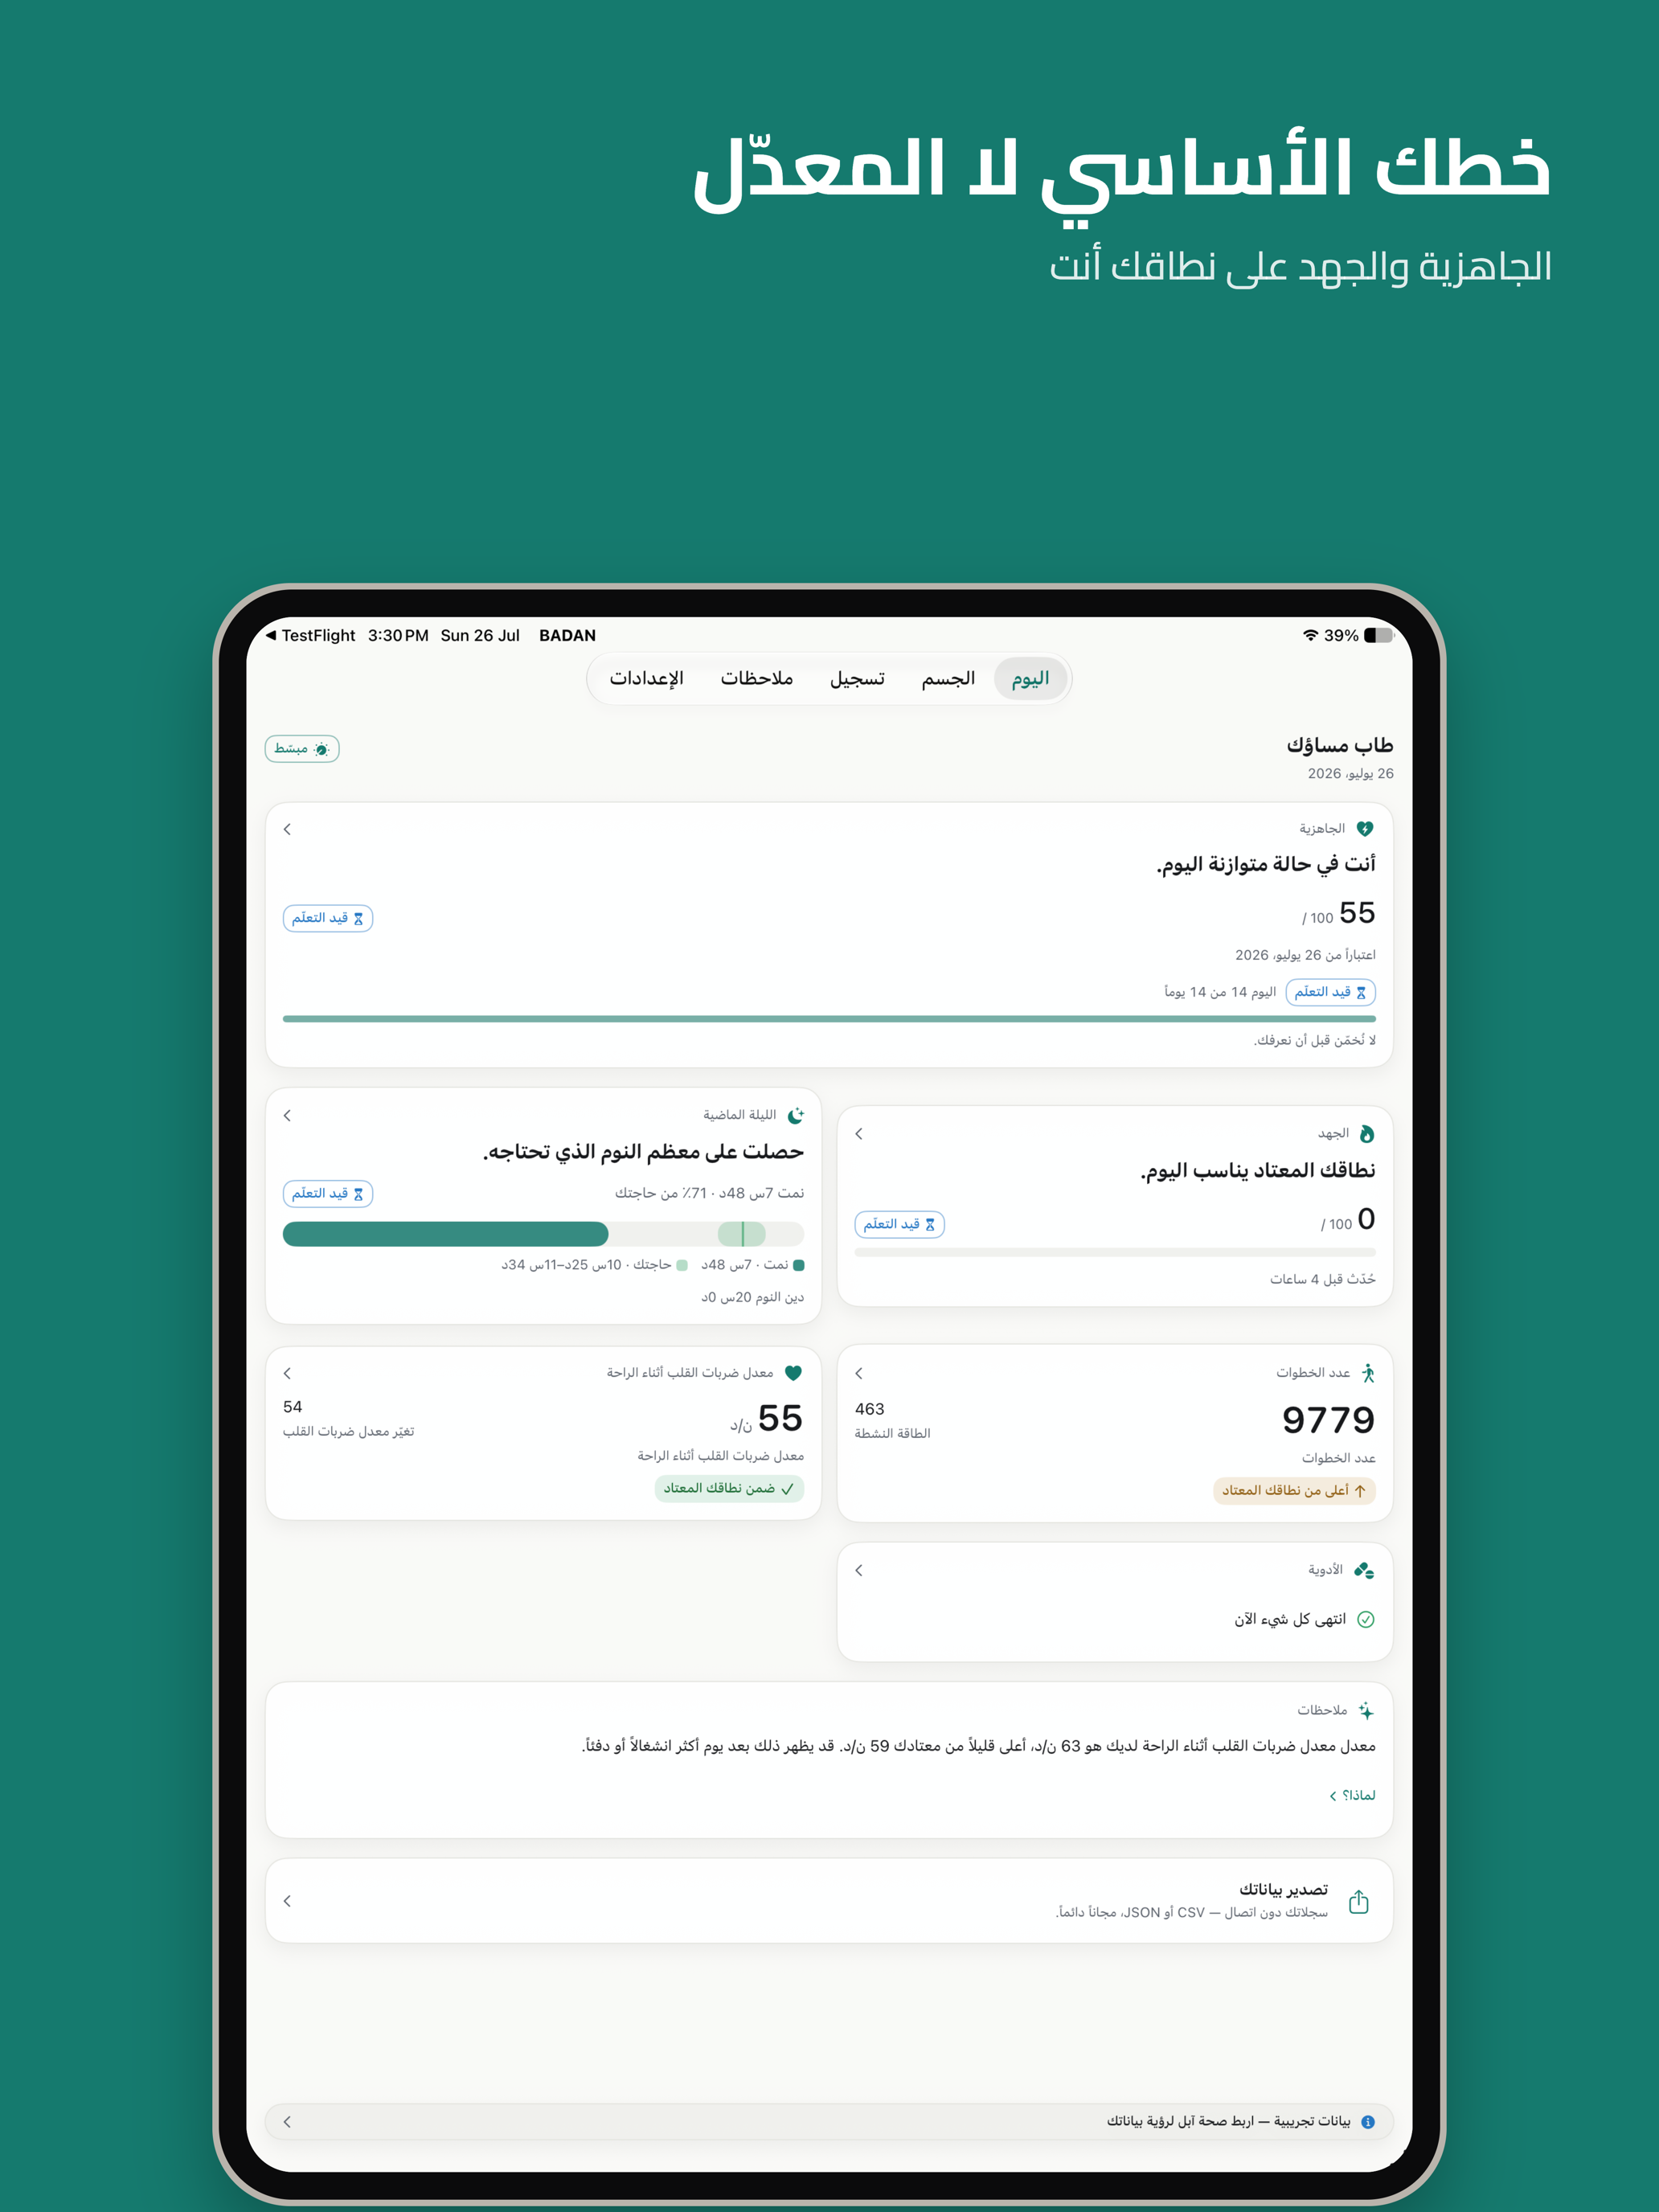 خطك الأساسي لا المعدّل
الجاهزية والجهد على نطاقك أنت
◀ TestFlight 3:30 PM Sun 26 Jul BADAN 39%
اليوم الجسم تسجيل ملاحظات الإعدادات
طاب مساؤك
مبسّط
26 يوليو، 2026
الجاهزية
أنت في حالة متوازنة اليوم.
55 / 100
قيد التعلّم
اعتباراً من 26 يوليو، 2026
قيد التعلّم اليوم 14 من 14 يوماً
لا نُخمّن قبل أن نعرفك.
الجهد
نطاقك المعتاد يناسب اليوم.
0 / 100
قيد التعلّم
حُدّث قبل 4 ساعات
الليلة الماضية
حصلت على معظم النوم الذي تحتاجه.
نمت 7س 48د · 71٪ من حاجتك
قيد التعلّم
نمت · 7س 48د حاجتك · 10س 25د–11س 34د
دين النوم 20س 0د
عدد الخطوات
9779
463
عدد الخطوات
الطاقة النشطة
أعلى من نطاقك المعتاد
معدل ضربات القلب أثناء الراحة
55 ن/د
54
معدل ضربات القلب أثناء الراحة
تغيّر معدل ضربات القلب
ضمن نطاقك المعتاد
الأدوية
انتهى كل شيء الآن
ملاحظات
معدل معدل ضربات القلب أثناء الراحة لديك هو 63 ن/د، أعلى قليلاً من معتادك 59 ن/د. قد يظهر ذلك بعد يوم أكثر انشغالاً أو دفئاً.
لماذا؟
تصدير بياناتك
سجلاتك دون اتصال — CSV أو JSON، مجاناً دائماً.
بيانات تجريبية — اربط صحة آبل لرؤية بياناتك